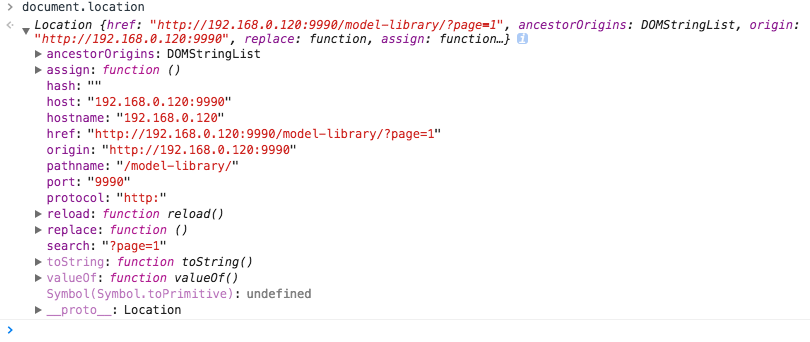 document.location
Location {href: "http://192.168.0.120:9990/model-library/?page=1", ancestorOrigins: DOMStringList, origin:
"http://192.168.0.120:9990", replace: function, assign: function…} i
ancestorOrigins: DOMStringList
assign: function ()
hash: ""
host: "192.168.0.120:9990"
hostname: "192.168.0.120"
href: "http://192.168.0.120:9990/model-library/?page=1"
origin: "http://192.168.0.120:9990"
pathname: "/model-library/"
port: "9990"
protocol: "http:"
reload: function reload()
replace: function ()
search: "?page=1"
toString: function toString()
valueOf: function valueOf()
Symbol(Symbol.toPrimitive): undefined
__proto__: Location